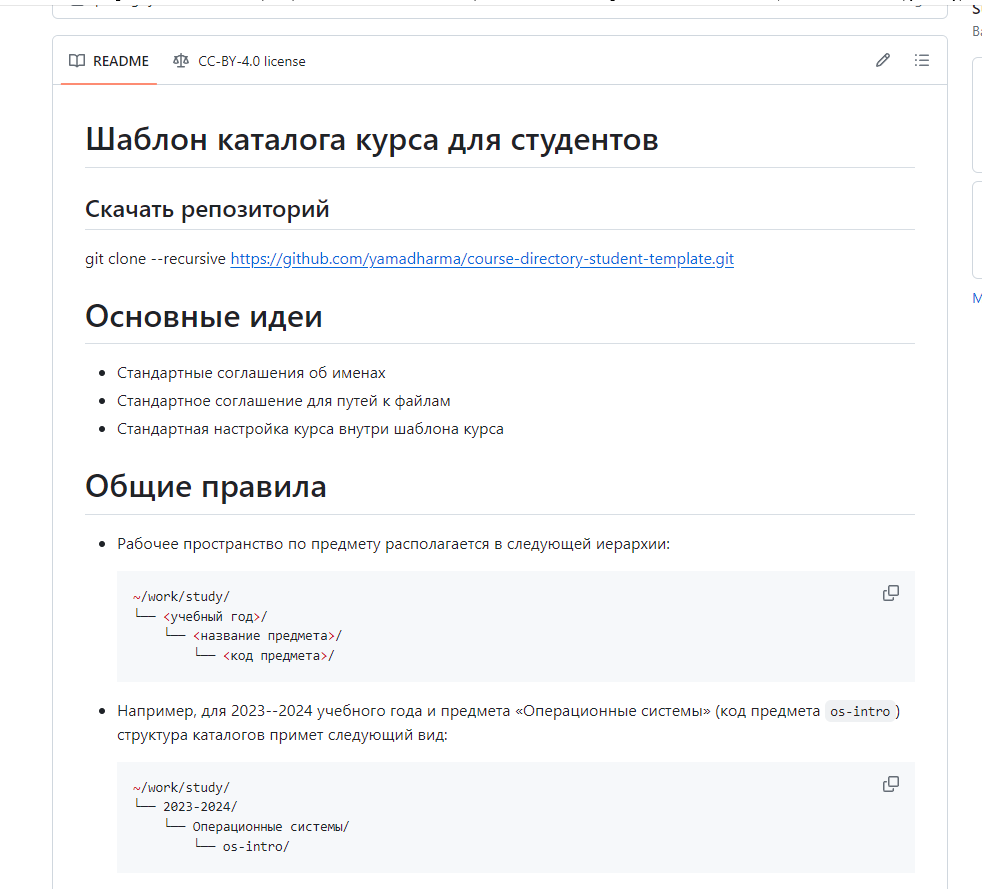 README
CC-BY-4.0 license
Шаблон каталога курса для студентов
Скачать репозиторий
git clone --recursive https://github.com/yamadharma/course-directory-student-template.git
Основные идеи
Стандартные соглашения об именах
Стандартное соглашение для путей к файлам
Стандартная настройка курса внутри шаблона курса
Общие правила
Рабочее пространство по предмету располагается в следующей иерархии:
~/work/study/
└── <учебный год>/
└── <название предмета>/
└── <код предмета>/
Например, для 2023--2024 учебного года и предмета «Операционные системы» (код предмета os-intro)
структура каталогов примет следующий вид:
~/work/study/
└── 2023-2024/
└── Операционные системы/
└── os-intro/